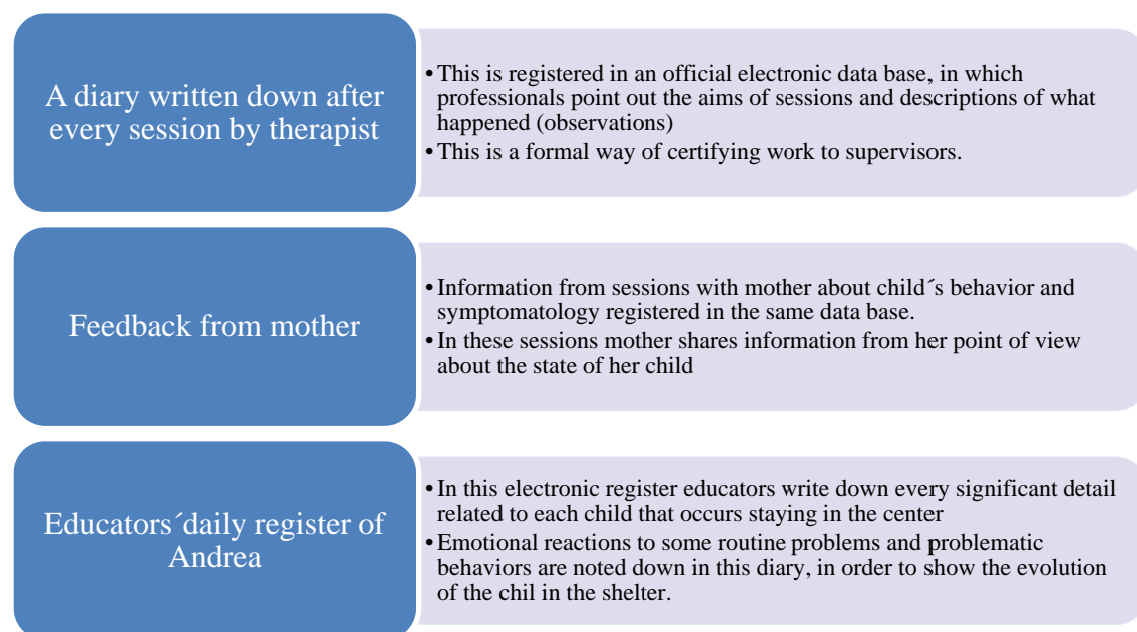 A diary written down after
every session by therapist
• This is registered in an official electronic data base, in which
professionals point out the aims of sessions and descriptions of what
happened (observations)
• This is a formal way of certifying work to supervisors.
Feedback from mother
• Information from sessions with mother about child´s behavior and
symptomatology registered in the same data base.
• In these sessions mother shares information from her point of view
about the state of her child
Educators´daily register of
Andrea
• In this electronic register educators write down every significant detail
related to each child that occurs staying in the center
• Emotional reactions to some routine problems and problematic
behaviors are noted down in this diary, in order to show the evolution
of the chil in the shelter.